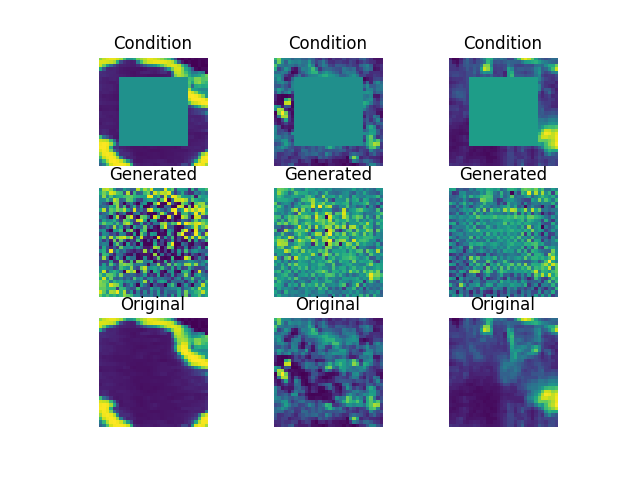 Condition Condition Condition
Generated Generated Generated
Original Original Original